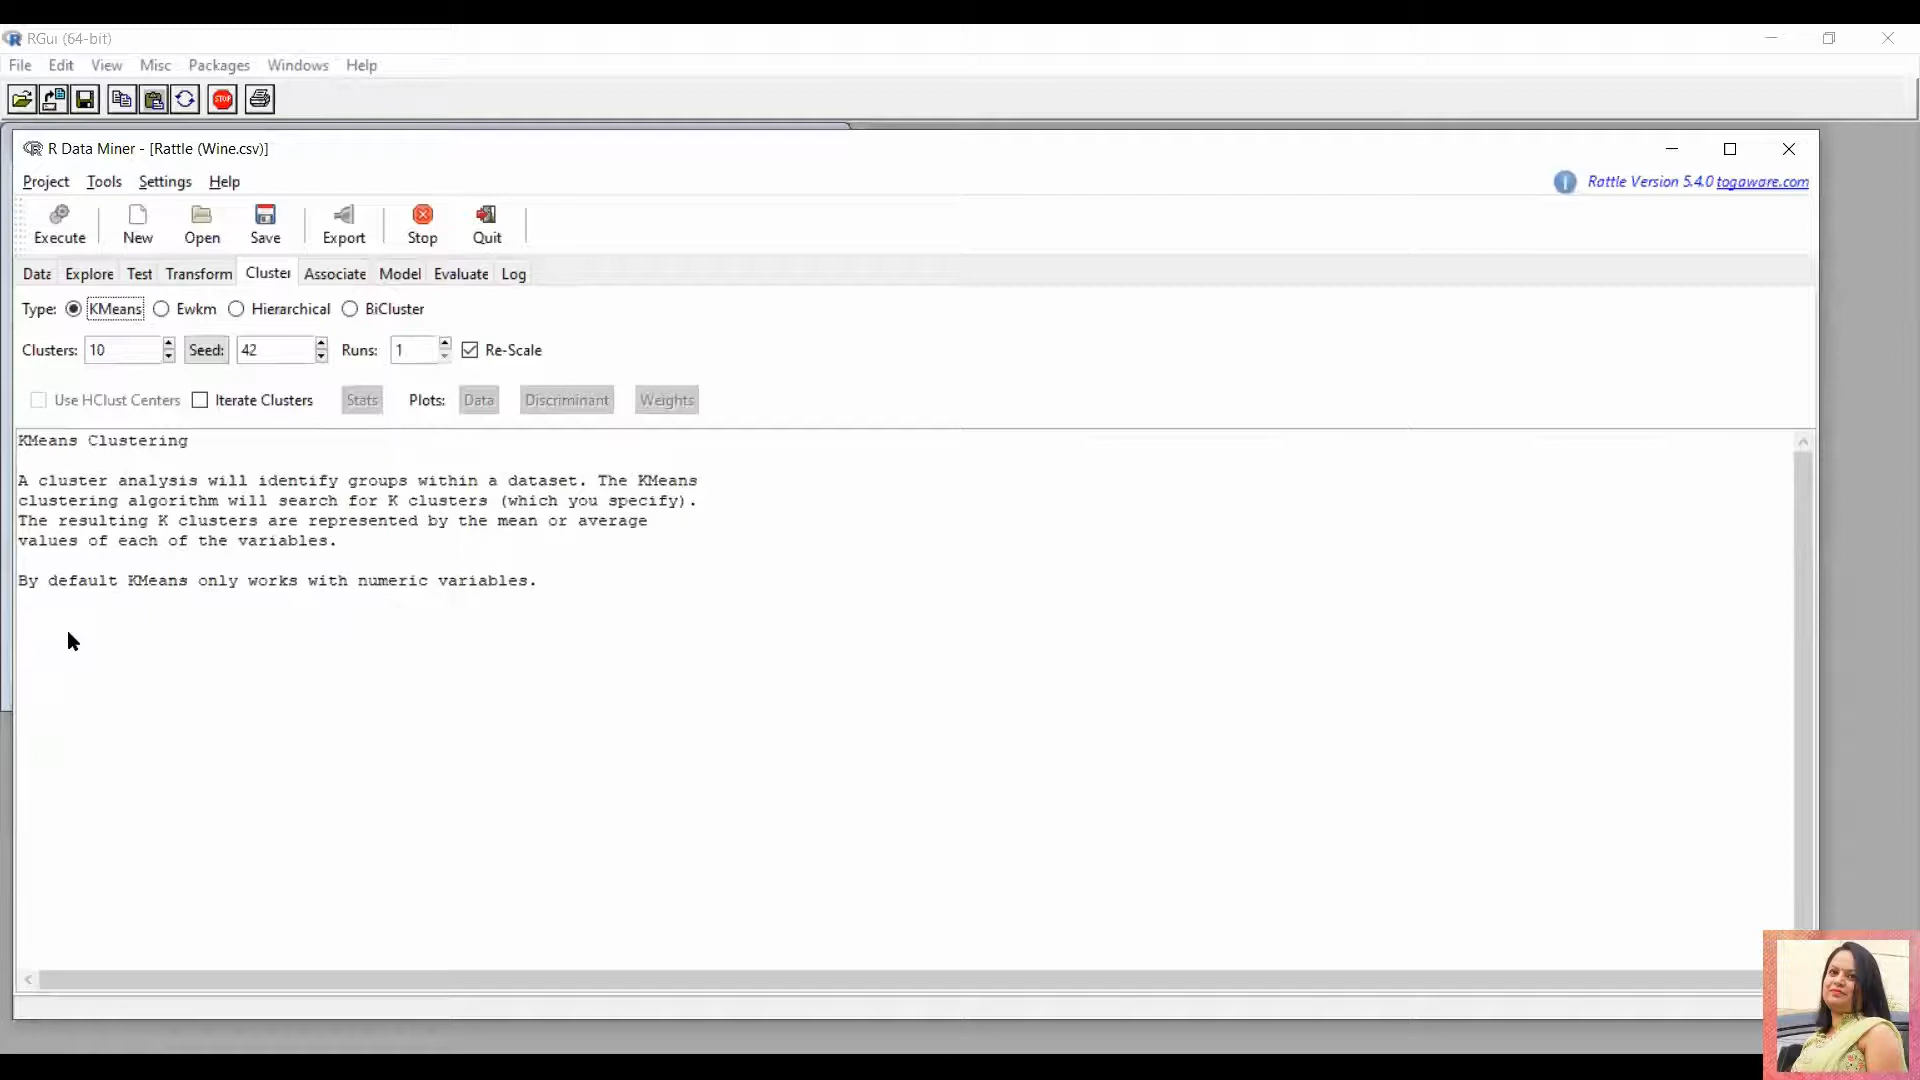 RGui (64-bit)
File Edit View Misc Packages Windows Help
STOP
R Data Miner - [Rattle (Wine.csv)]
Project Tools Settings Help
Rattle Version 5.4.0 togaware.com
Execute New Open Save Export Stop Quit
Data Explore Test Transform Cluster Associate Model Evaluate Log
Type: KMeans Ewkm Hierarchical BiCluster
Clusters: 10 Seed: 42 Runs: 1 Re-Scale
Use HClust Centers Iterate Clusters Stats Plots: Data Discriminant Weights
KMeans Clustering
A cluster analysis will identify groups within a dataset. The KMeans
clustering algorithm will search for K clusters (which you specify).
The resulting K clusters are represented by the mean or average
values of each of the variables.
By default KMeans only works with numeric variables.